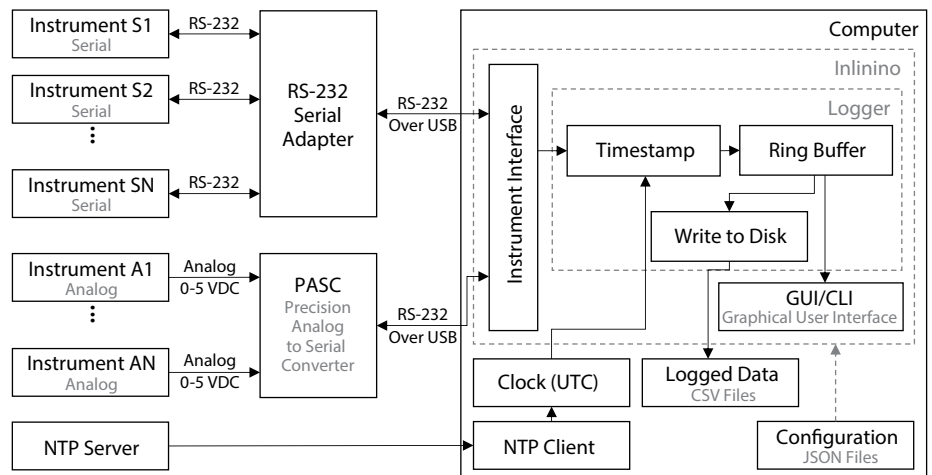 Computer
Instrument S1
Serial
RS-232
Instrument S2
Serial
RS-232
Instrument SN
Serial
RS-232
RS-232
Serial
Adapter
RS-232
Over USB
Inlinino
Logger
Instrument Interface
Timestamp
Ring Buffer
Write to Disk
Instrument A1
Analog
Analog
0-5 VDC
Instrument AN
Analog
Analog
0-5 VDC
PASC
Precision
Analog
to Serial
Converter
RS-232
Over USB
GUI/CLI
Graphical User Interface
Clock (UTC)
Logged Data
CSV Files
NTP Server
NTP Client
Configuration
JSON Files